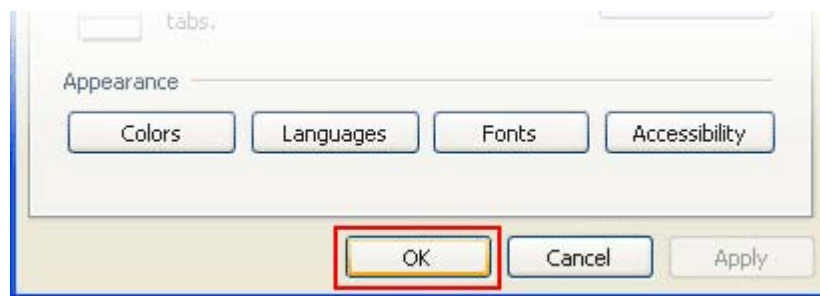 tabs.
Appearance
Colors Languages Fonts Accessibility
OK Cancel Apply